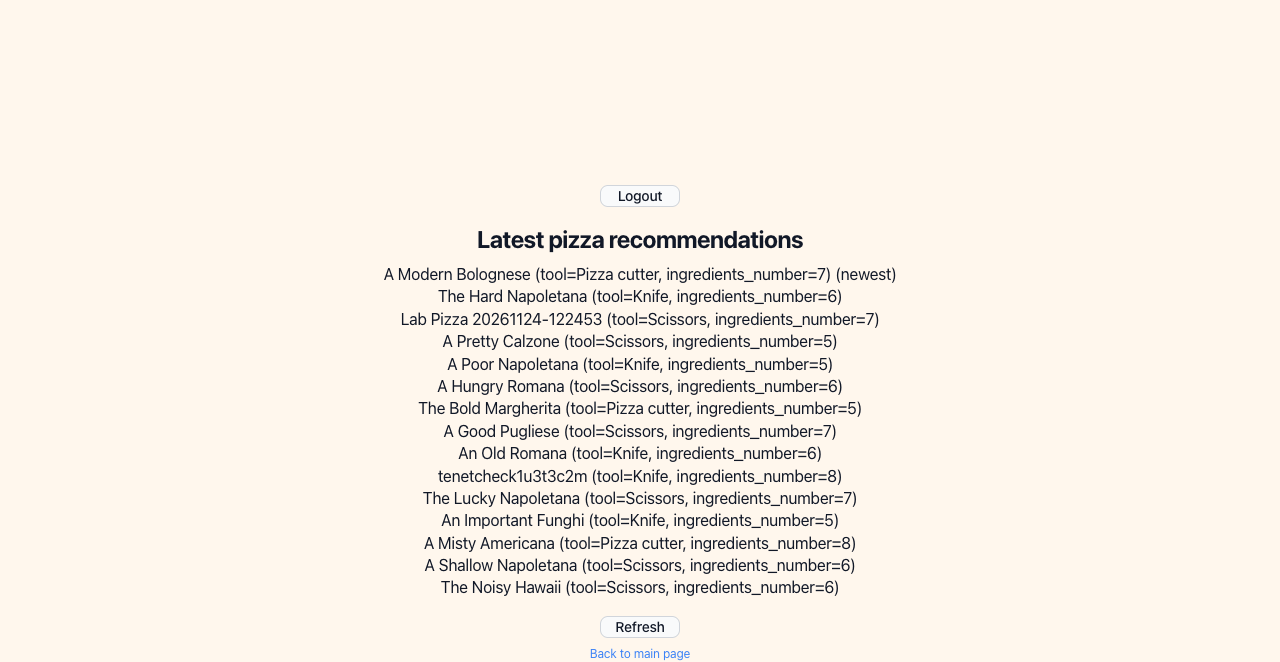 Logout
Latest pizza recommendations
A Modern Bolognese (tool=Pizza cutter, ingredients_number=7) (newest)
The Hard Napoletana (tool=Knife, ingredients_number=6)
Lab Pizza 20261124-122453 (tool=Scissors, ingredients_number=7)
A Pretty Calzone (tool=Scissors, ingredients_number=5)
A Poor Napoletana (tool=Knife, ingredients_number=5)
A Hungry Romana (tool=Scissors, ingredients_number=6)
The Bold Margherita (tool=Pizza cutter, ingredients_number=5)
A Good Pugliese (tool=Scissors, ingredients_number=7)
An Old Romana (tool=Knife, ingredients_number=6)
tenetcheck1u3t3c2m (tool=Knife, ingredients_number=8)
The Lucky Napoletana (tool=Scissors, ingredients_number=7)
An Important Funghi (tool=Knife, ingredients_number=5)
A Misty Americana (tool=Pizza cutter, ingredients_number=8)
A Shallow Napoletana (tool=Scissors, ingredients_number=6)
The Noisy Hawaii (tool=Scissors, ingredients_number=6)
Refresh
Back to main page